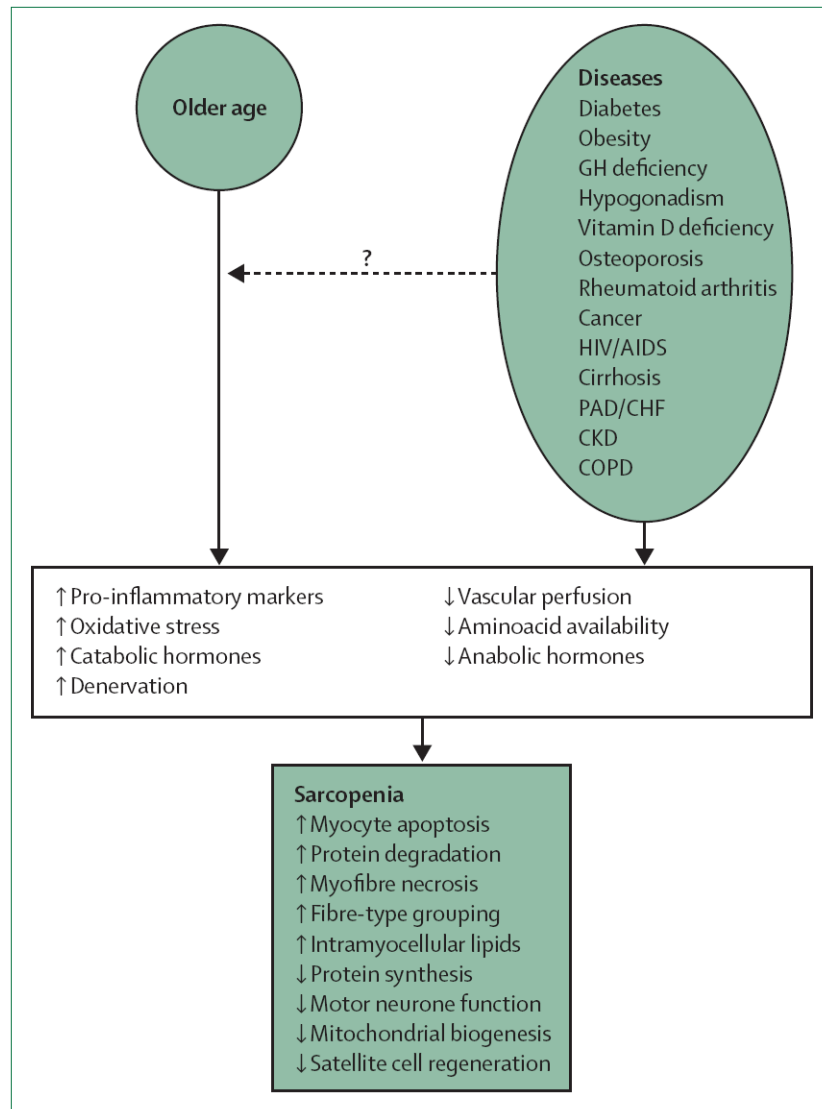 Older age
Diseases
Diabetes
Obesity
GH deficiency
Hypogonadism
Vitamin D deficiency
Osteoporosis
Rheumatoid arthritis
Cancer
HIV/AIDS
Cirrhosis
PAD/CHF
CKD
COPD
?
↑Pro-inflammatory markers
↑Oxidative stress
↑Catabolic hormones
↑Denervation
↓Vascular perfusion
↓Aminoacid availability
↓Anabolic hormones
Sarcopenia
↑Myocyte apoptosis
↑Protein degradation
↑Myofibre necrosis
↑Fibre-type grouping
↑Intramyocellular lipids
↓Protein synthesis
↓Motor neurone function
↓Mitochondrial biogenesis
↓Satellite cell regeneration